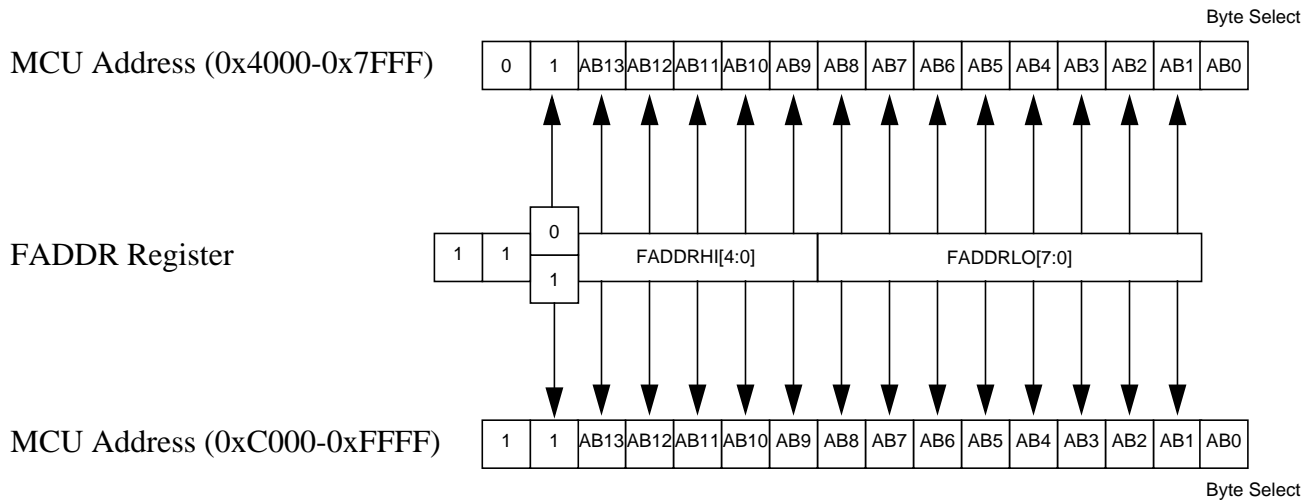 Byte Select
MCU Address (0x4000-0x7FFF) 0 1 AB13 AB12 AB11 AB10 AB9 AB8 AB7 AB6 AB5 AB4 AB3 AB2 AB1 AB0
0
FADDR Register 1 1 FADDRHI[4:0] FADDRLO[7:0]
1
MCU Address (0xC000-0xFFFF) 1 1 AB13 AB12 AB11 AB10 AB9 AB8 AB7 AB6 AB5 AB4 AB3 AB2 AB1 AB0
Byte Select